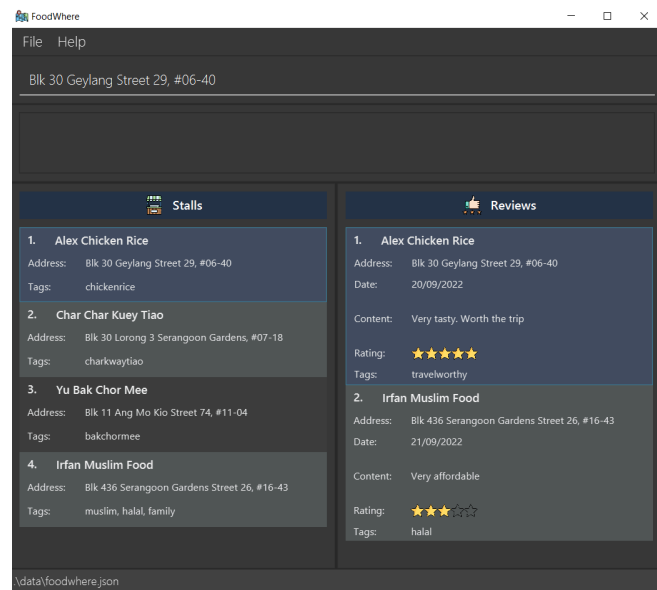 FoodWhere
File Help
Blk 30 Geylang Street 29, #06-40
Stalls
1. Alex Chicken Rice
Address: Blk 30 Geylang Street 29, #06-40
Tags: chickenrice
2. Char Char Kuey Tiao
Address: Blk 30 Lorong 3 Serangoon Gardens, #07-18
Tags: charkwaytiao
3. Yu Bak Chor Mee
Address: Blk 11 Ang Mo Kio Street 74, #11-04
Tags: bakchormee
4. Irfan Muslim Food
Address: Blk 436 Serangoon Gardens Street 26, #16-43
Tags: muslim, halal, family
Reviews
1. Alex Chicken Rice
Address: Blk 30 Geylang Street 29, #06-40
Date: 20/09/2022
Content: Very tasty. Worth the trip
Rating:
Tags: travelworthy
2. Irfan Muslim Food
Address: Blk 436 Serangoon Gardens Street 26, #16-43
Date: 21/09/2022
Content: Very affordable
Rating:
Tags: halal
.\data\foodwhere.json